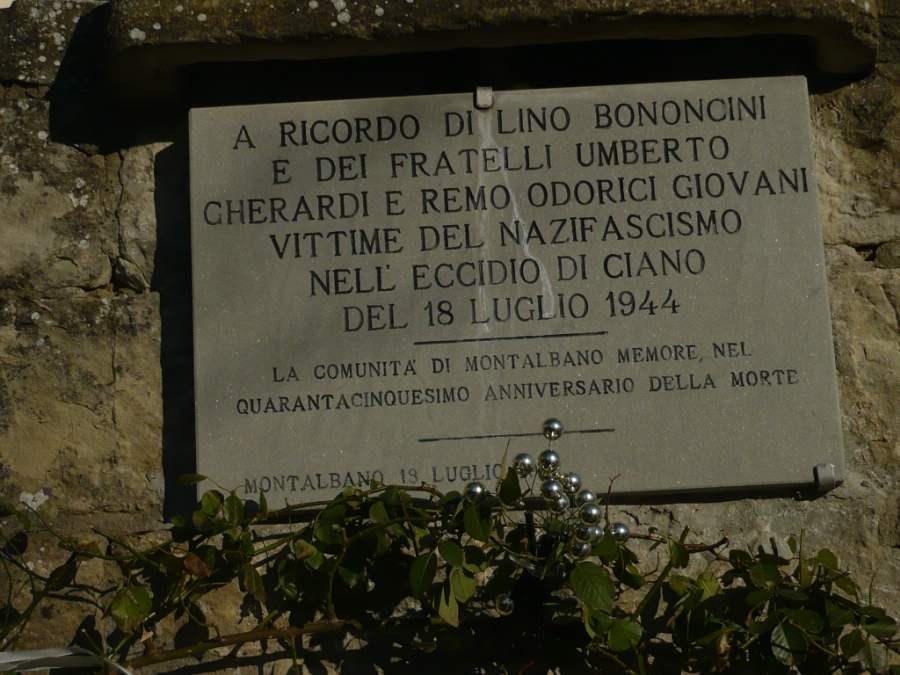 A RICORDO DI LINO BONONCINI
E DEI FRATELLI UMBERTO
GHERARDI E REMO ODORICI GIOVANI
VITTIME DEL NAZIFASCISMO
NELL' ECCIDIO DI CIANO
DEL 18 LUGLIO 1944
LA COMUNITA' DI MONTALBANO MEMORE, NEL
QUARANTACINQUESIMO ANNIVERSARIO DELLA MORTE
MONTALBANO 18 LUGLIO